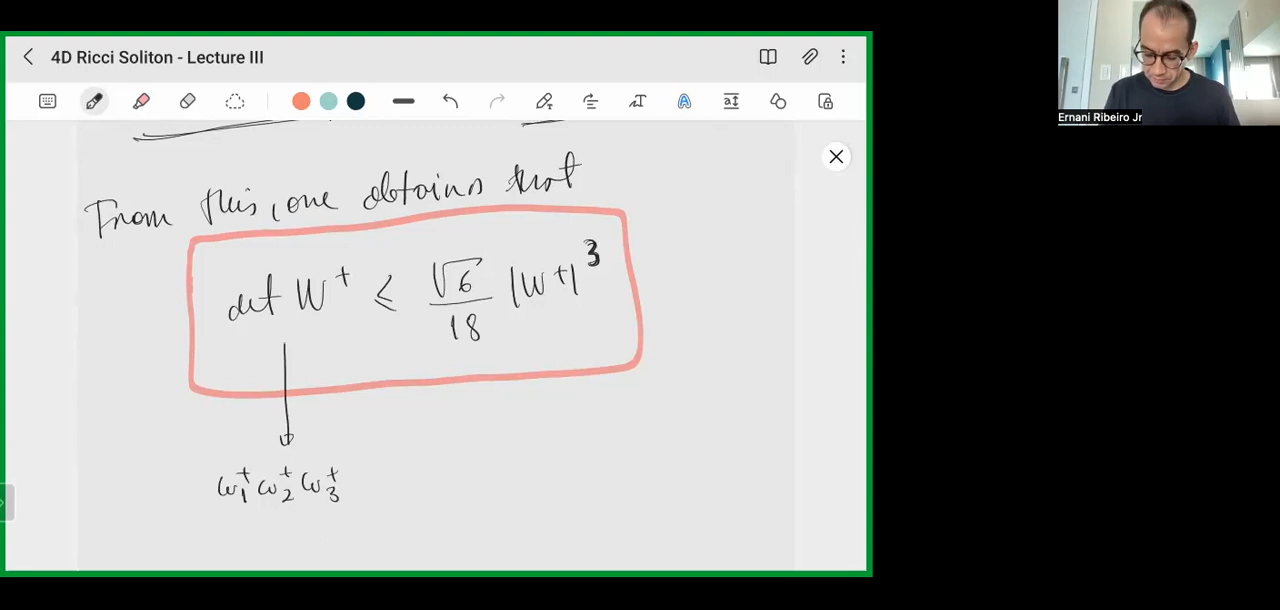 4D Ricci Soliton - Lecture III
Ernani Ribeiro Jr
From this, one obtains that
det W⁺ ≤ √6/18 |W⁺|³
ω₁⁺ ω₂⁺ ω₃⁺